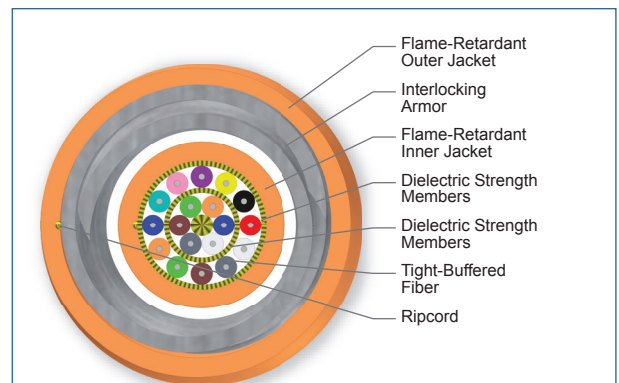 Flame-Retardant
Outer Jacket
Interlocking
Armor
Flame-Retardant
Inner Jacket
Dielectric Strength
Members
Dielectric Strength
Members
Tight-Buffered
Fiber
Ripcord